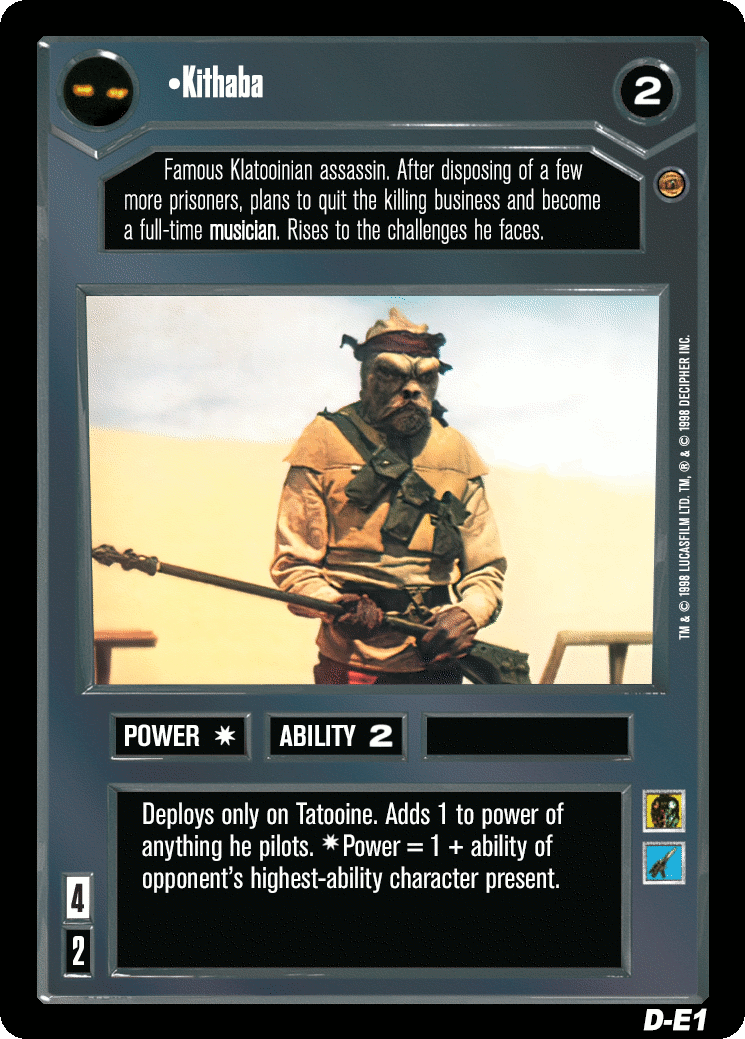 •Kithaba
2
Famous Klatooinian assassin. After disposing of a few
more prisoners, plans to quit the killing business and become
a full-time musician. Rises to the challenges he faces.
TM & © 1998 LUCASFILM LTD. TM, ® & © 1998 DECIPHER INC.
POWER ✷
ABILITY 2
Deploys only on Tatooine. Adds 1 to power of
anything he pilots. ✷Power = 1 + ability of
opponent’s highest-ability character present.
4
2
D-E1